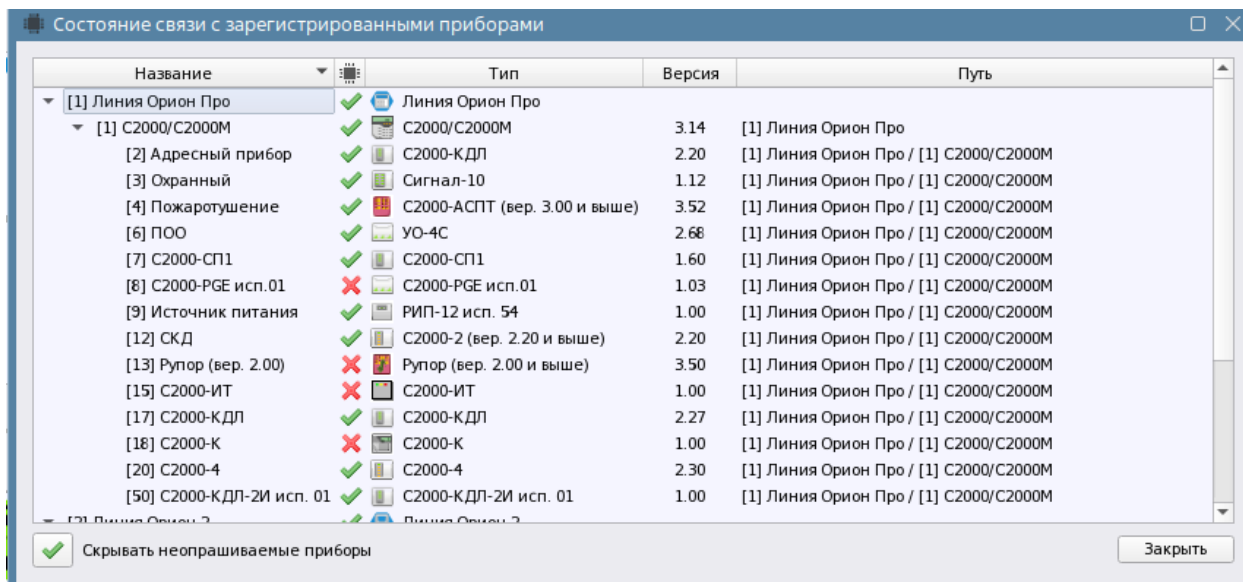 Состояние связи с зарегистрированными приборами
Название Тип Версия Путь
[1] Линия Орион Про Линия Орион Про
[1] С2000/С2000М С2000/С2000М 3.14 [1] Линия Орион Про
[2] Адресный прибор С2000-КДЛ 2.20 [1] Линия Орион Про / [1] С2000/С2000М
[3] Охранный Сигнал-10 1.12 [1] Линия Орион Про / [1] С2000/С2000М
[4] Пожаротушение С2000-АСПТ (вер. 3.00 и выше) 3.52 [1] Линия Орион Про / [1] С2000/С2000М
[6] ПОО УО-4С 2.68 [1] Линия Орион Про / [1] С2000/С2000М
[7] С2000-СП1 С2000-СП1 1.60 [1] Линия Орион Про / [1] С2000/С2000М
[8] С2000-PGE исп.01 С2000-PGE исп.01 1.03 [1] Линия Орион Про / [1] С2000/С2000М
[9] Источник питания РИП-12 исп. 54 1.00 [1] Линия Орион Про / [1] С2000/С2000М
[12] СКД С2000-2 (вер. 2.20 и выше) 2.20 [1] Линия Орион Про / [1] С2000/С2000М
[13] Рупор (вер. 2.00) Рупор (вер. 2.00 и выше) 3.50 [1] Линия Орион Про / [1] С2000/С2000М
[15] С2000-ИТ С2000-ИТ 1.00 [1] Линия Орион Про / [1] С2000/С2000М
[17] С2000-КДЛ С2000-КДЛ 2.27 [1] Линия Орион Про / [1] С2000/С2000М
[18] С2000-К С2000-К 1.00 [1] Линия Орион Про / [1] С2000/С2000М
[20] С2000-4 С2000-4 2.30 [1] Линия Орион Про / [1] С2000/С2000М
[50] С2000-КДЛ-2И исп. 01 С2000-КДЛ-2И исп. 01 1.00 [1] Линия Орион Про / [1] С2000/С2000М
[2] Линия Орион 2 Линия Орион 2
Скрывать неопрашиваемые приборы Закрыть